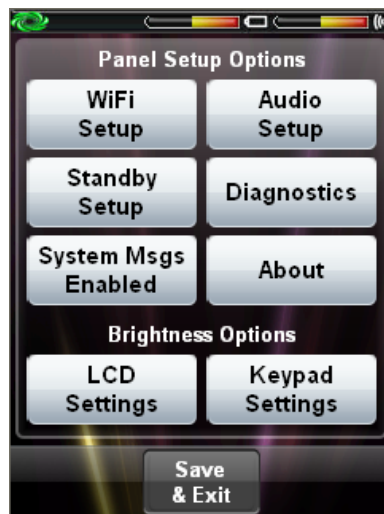 Panel Setup Options
WiFi
Setup
Audio
Setup
Standby
Setup
Diagnostics
System Msgs
Enabled
About
Brightness Options
LCD
Settings
Keypad
Settings
Save
& Exit